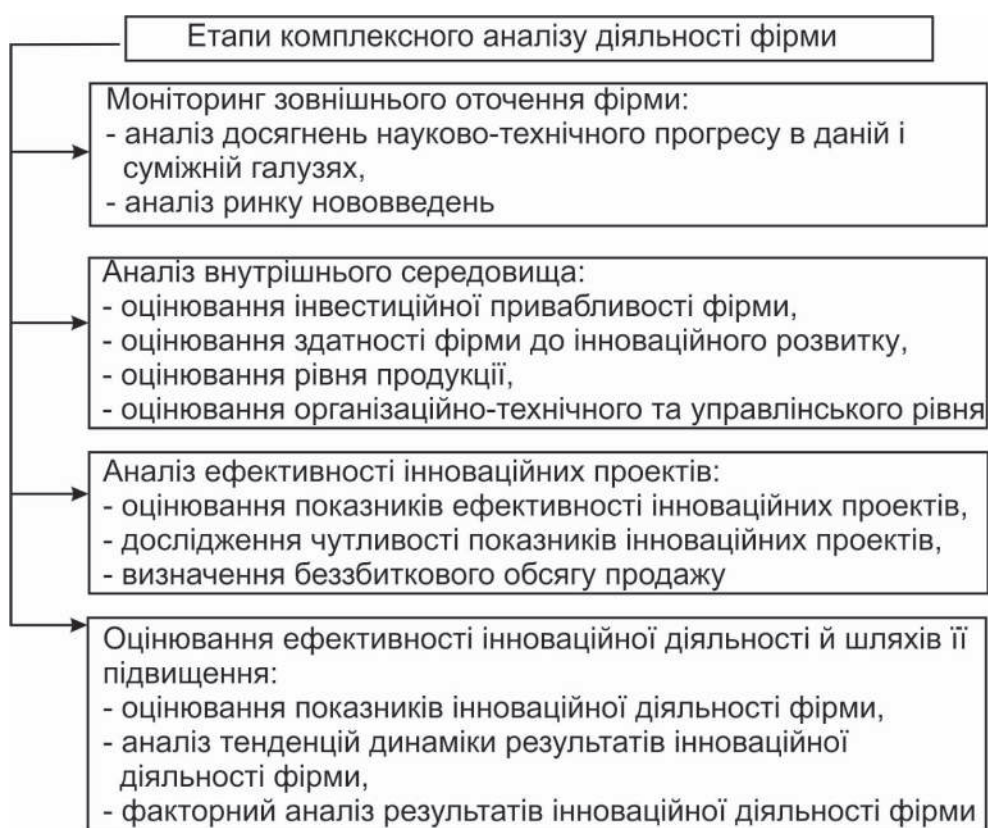 Етапи комплексного аналізу діяльності фірми
Моніторинг зовнішнього оточення фірми:
- аналіз досягнень науково-технічного прогресу в даній і
суміжній галузях,
- аналіз ринку нововведень
Аналіз внутрішнього середовища:
- оцінювання інвестиційної привабливості фірми,
- оцінювання здатності фірми до інноваційного розвитку,
- оцінювання рівня продукції,
- оцінювання організаційно-технічного та управлінського рівня
Аналіз ефективності інноваційних проектів:
- оцінювання показників ефективності інноваційних проектів,
- дослідження чутливості показників інноваційних проектів,
- визначення беззбиткового обсягу продажу
Оцінювання ефективності інноваційної діяльності й шляхів її
підвищення:
- оцінювання показників інноваційної діяльності фірми,
- аналіз тенденцій динаміки результатів інноваційної
діяльності фірми,
- факторний аналіз результатів інноваційної діяльності фірми